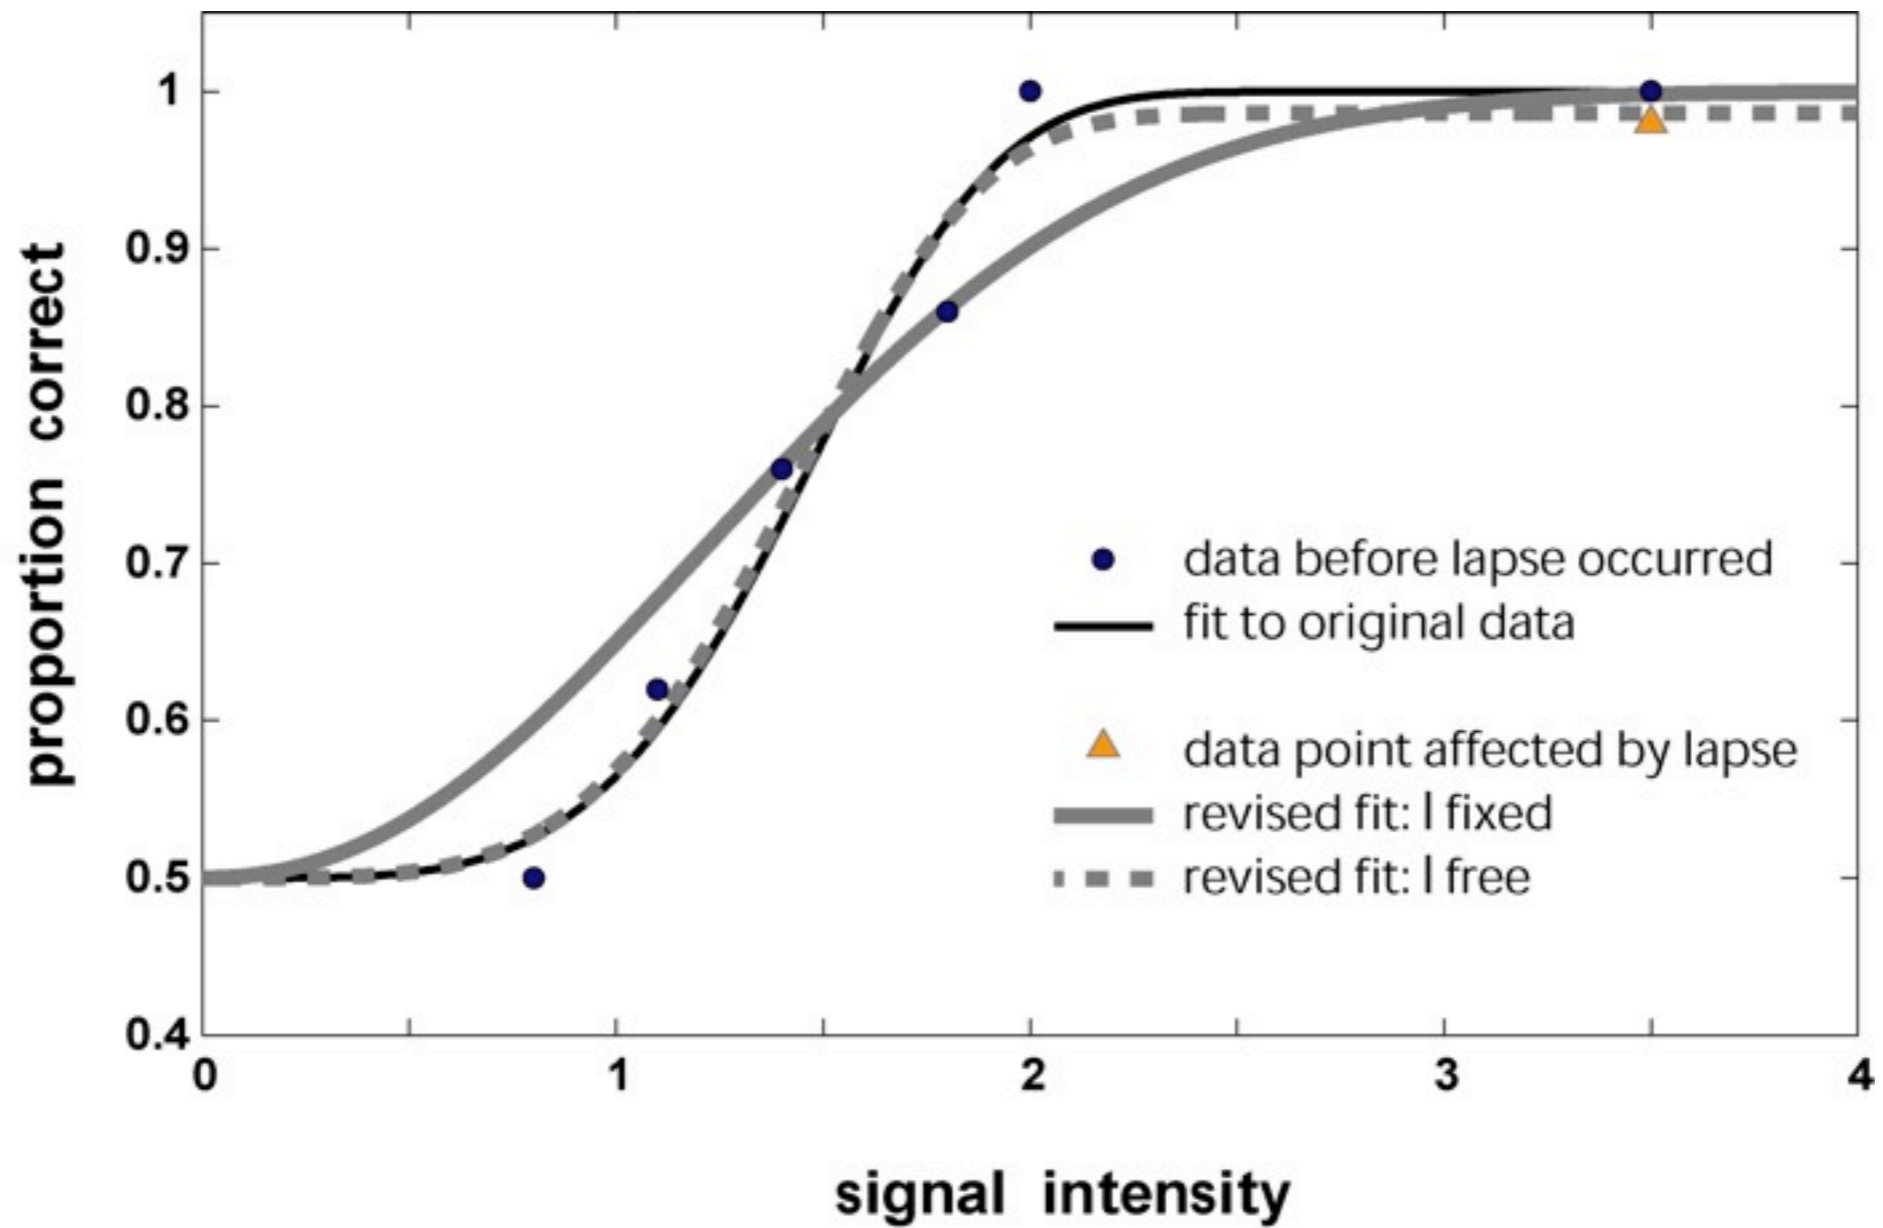 proportion correct
1
0.9
0.8
0.7
0.6
0.5
0.4
0
1
2
3
4
signal intensity
data before lapse occurred
fit to original data
data point affected by lapse
revised fit: l fixed
revised fit: l free